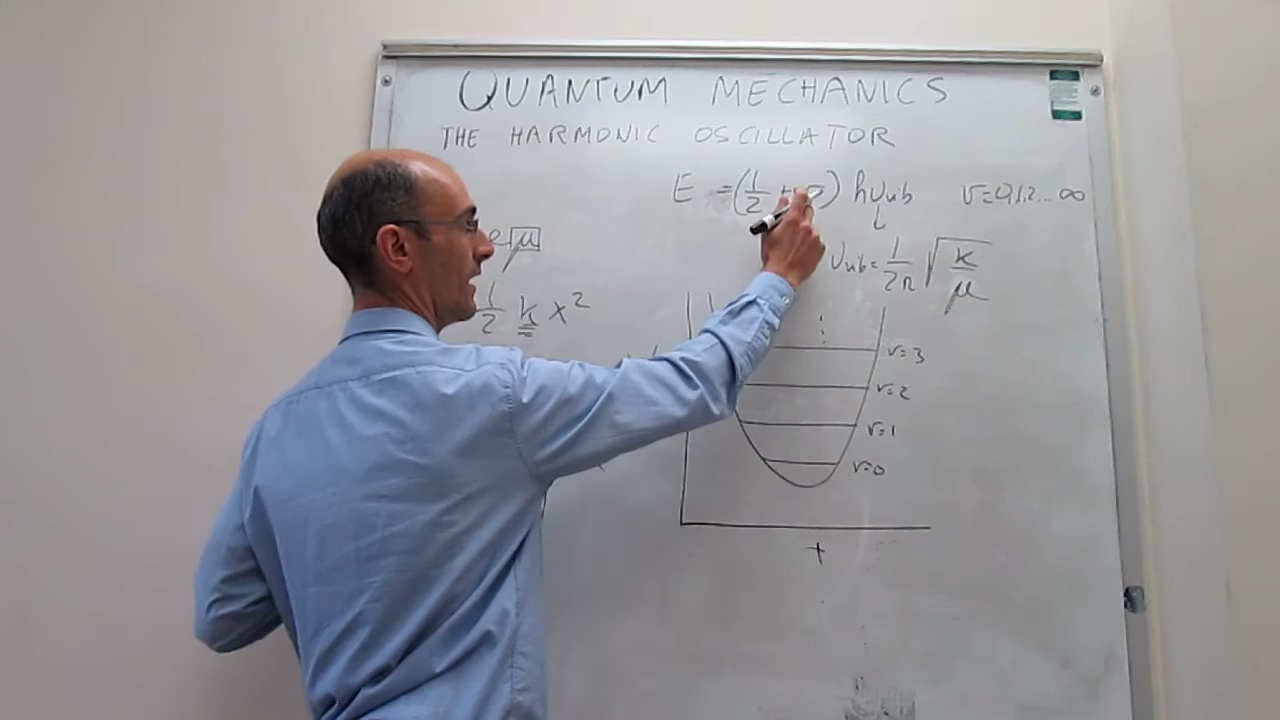 QUANTUM MECHANICS
THE HARMONIC OSCILLATOR
E =(1/2 + v) hνvib v=0,1,2...∞
μ
νvib= 1/2π √k/μ
1/2 k x²
v=3
v=2
v=1
v=0